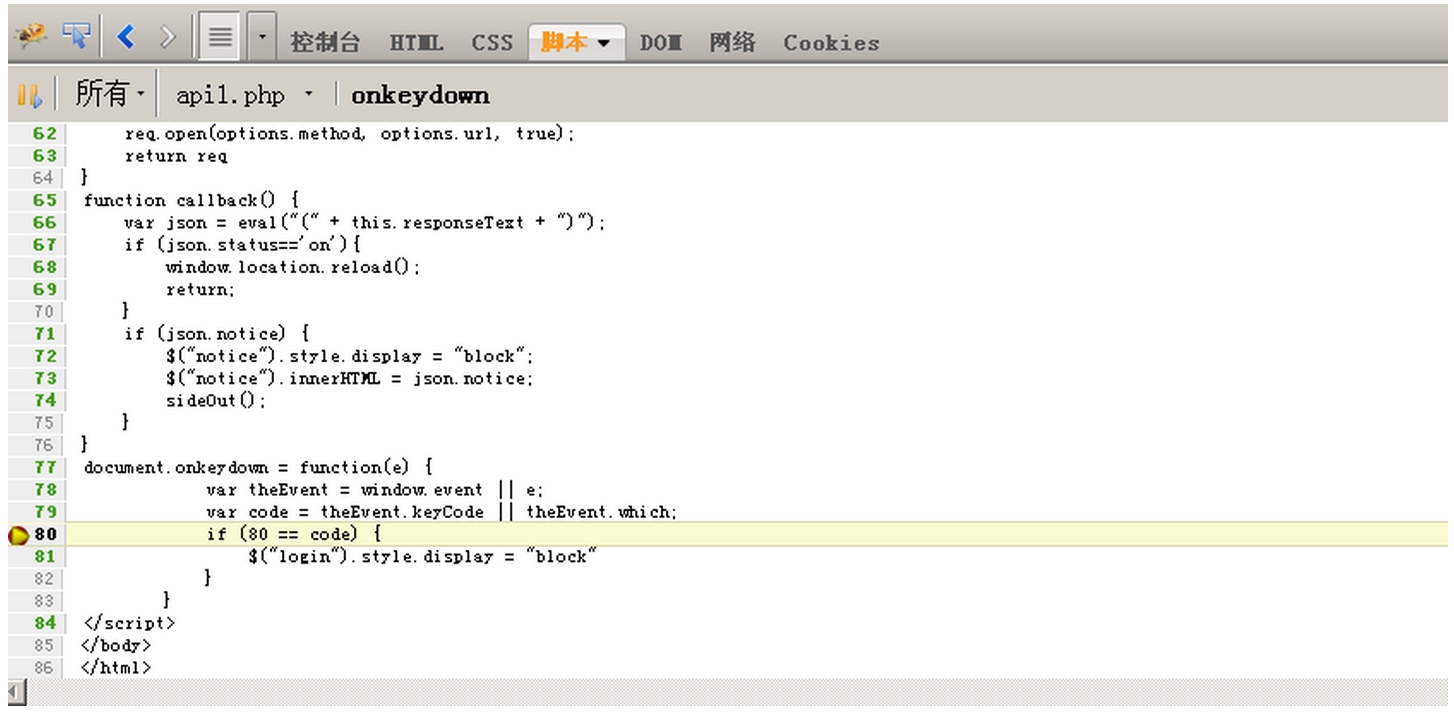 控制台 HTML CSS 脚本 DOM 网络 Cookies
所有 api1.php onkeydown
62 req.open(options.method, options.url, true);
63 return req
64 }
65 function callback() {
66 var json = eval("(" + this.responseText + ")");
67 if (json.status=='on'){
68 window.location.reload();
69 return;
70 }
71 if (json.notice) {
72 $("notice").style.display = "block";
73 $("notice").innerHTML = json.notice;
74 sideOut();
75 }
76 }
77 document.onkeydown = function(e) {
78 var theEvent = window.event || e;
79 var code = theEvent.keyCode || theEvent.which;
80 if (80 == code) {
81 $("login").style.display = "block"
82 }
83 }
84 </script>
85 </body>
86 </html>